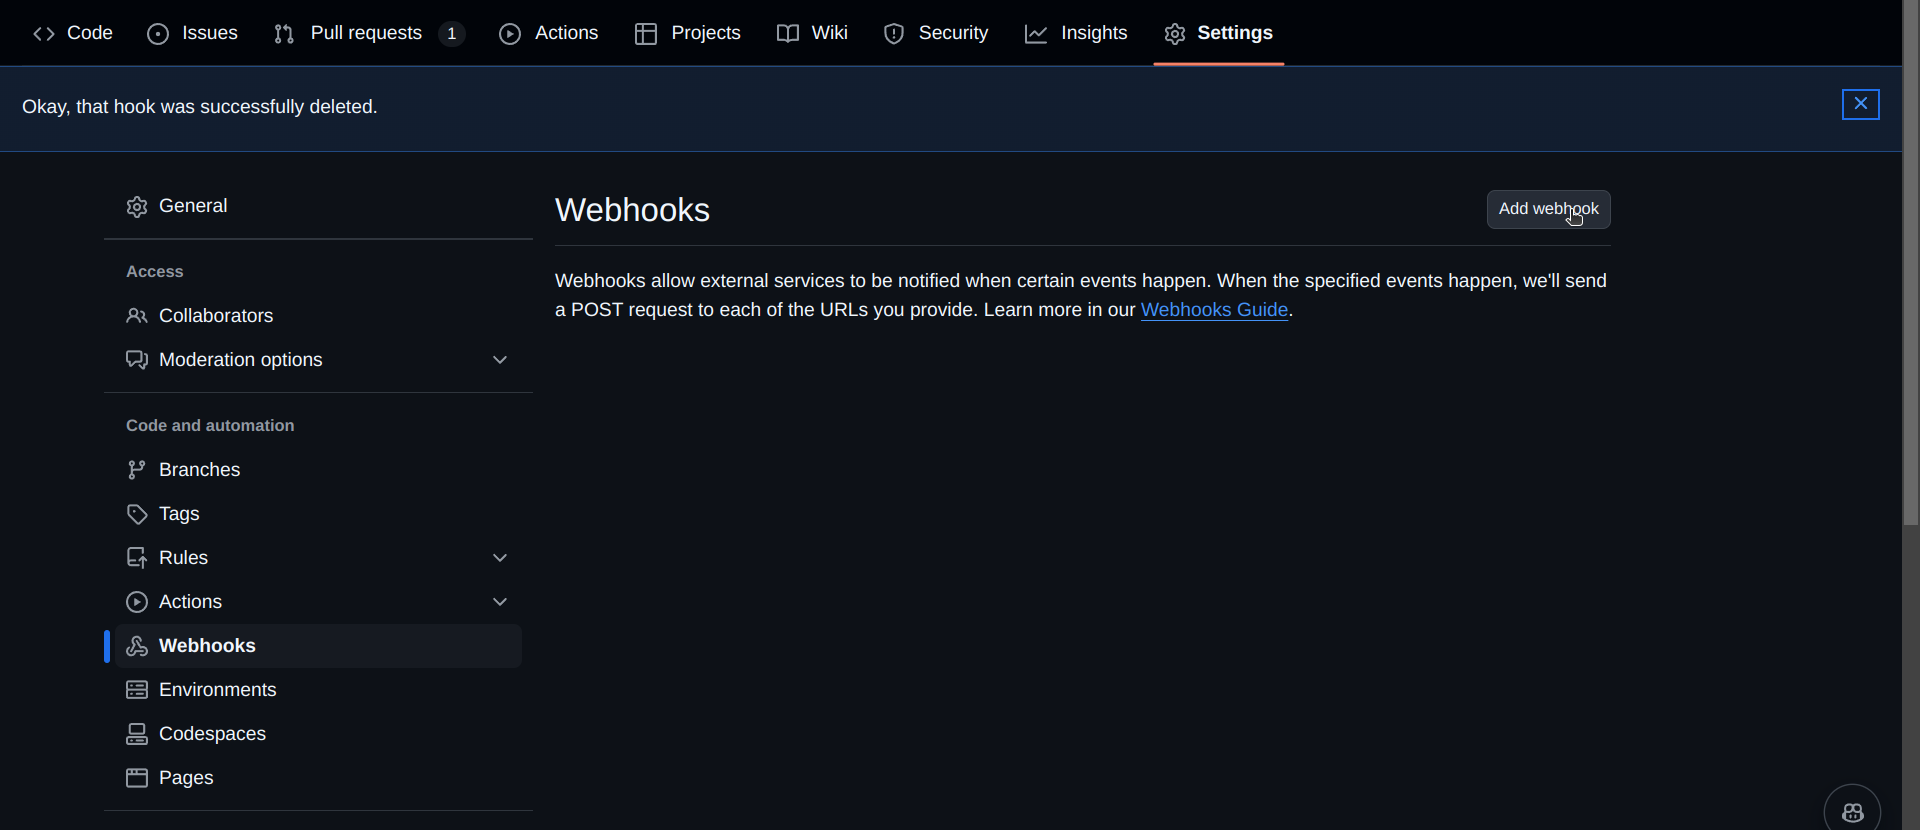 Code Issues Pull requests 1 Actions Projects Wiki Security Insights Settings
Okay, that hook was successfully deleted.
General
Access
Collaborators
Moderation options
Code and automation
Branches
Tags
Rules
Actions
Webhooks
Environments
Codespaces
Pages
Webhooks
Add webhook
Webhooks allow external services to be notified when certain events happen. When the specified events happen, we'll send
a POST request to each of the URLs you provide. Learn more in our Webhooks Guide.